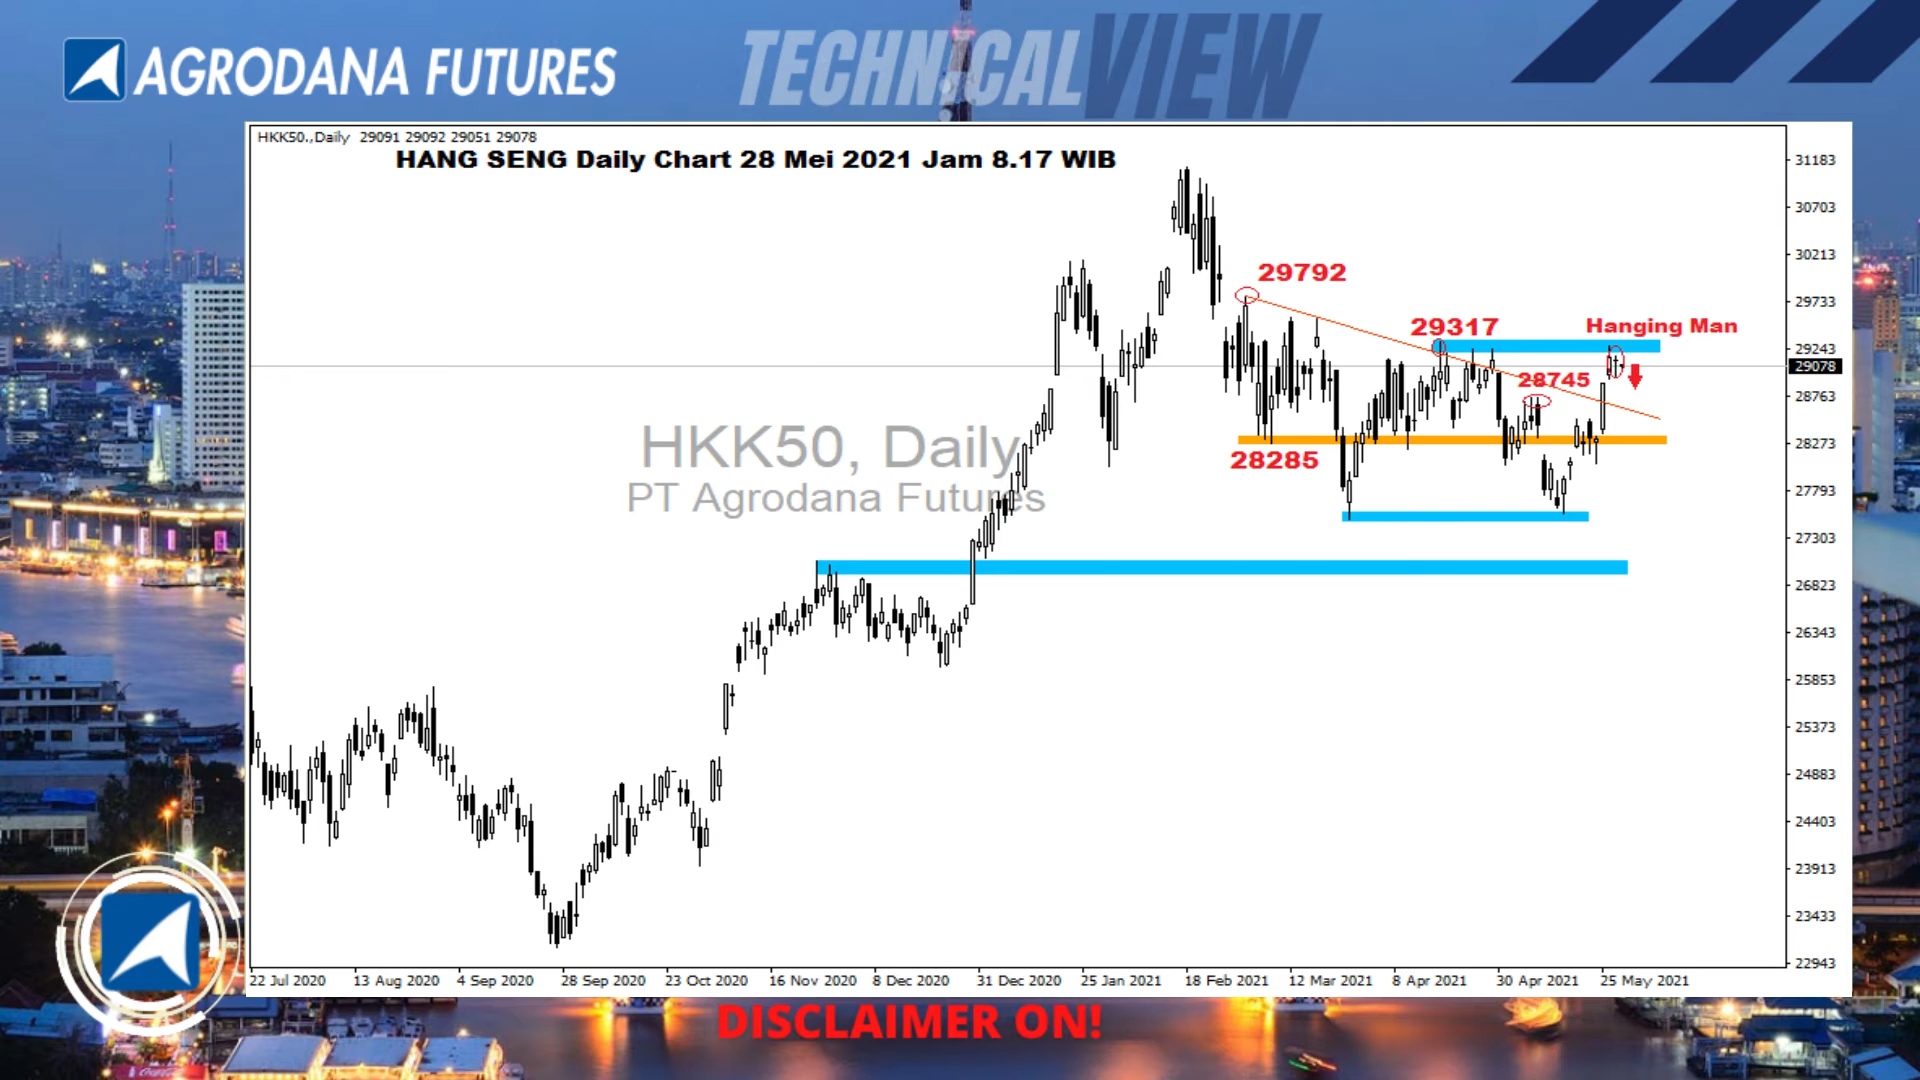 AGRODANA FUTURES
TECHNICAL VIEW
HKK50.,Daily 29091 29092 29051 29078
HANG SENG Daily Chart 28 Mei 2021 Jam 8.17 WIB
31183
30703
30213
29733
29243
29078
28763
28273
27793
27303
26823
26343
25853
25373
24883
24403
23913
23433
22943
29792
29317
Hanging Man
28745
28285
HKK50, Daily
PT Agrodana Futures
22 Jul 2020 13 Aug 2020 4 Sep 2020 28 Sep 2020 23 Oct 2020 16 Nov 2020 8 Dec 2020 31 Dec 2020 25 Jan 2021 18 Feb 2021 12 Mar 2021 8 Apr 2021 30 Apr 2021 25 May 2021
DISCLAIMER ON!